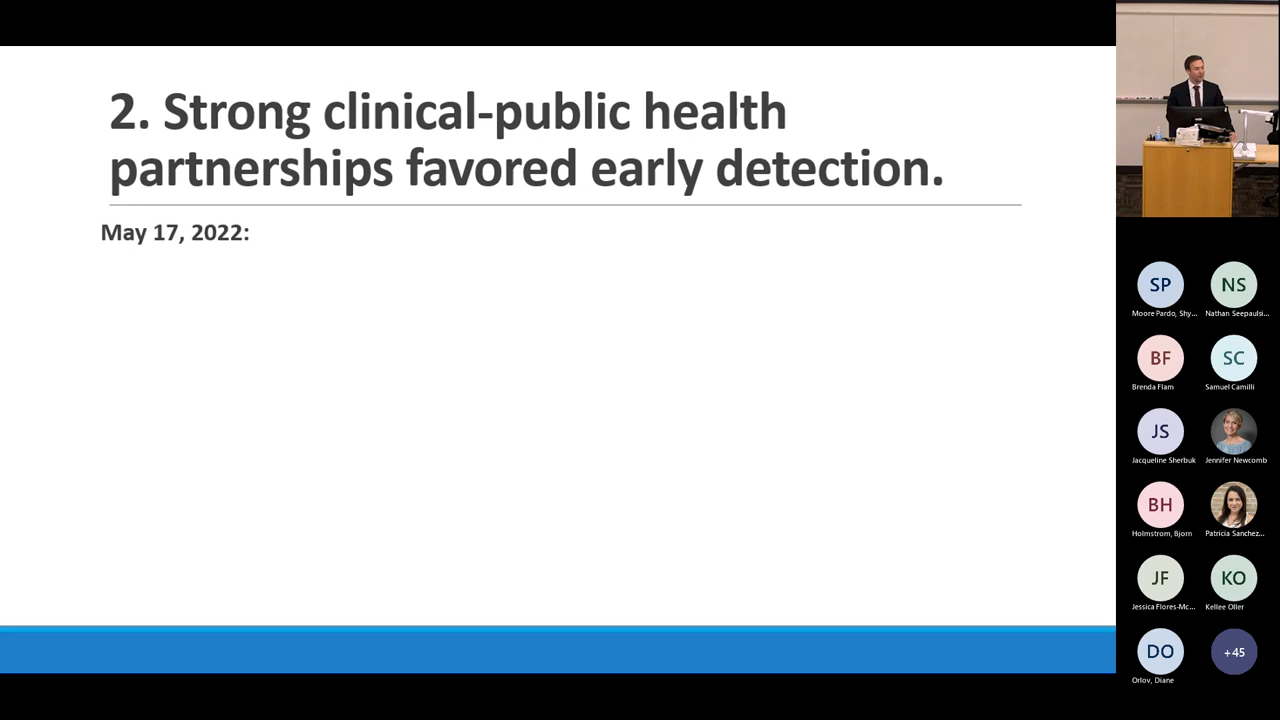 2. Strong clinical-public health
partnerships favored early detection.
May 17, 2022:
SP
NS
Moore Pardo, Shy...
Nathan Seepaulsi...
BF
SC
Brenda Flam
Samuel Camilli
JS
Jacqueline Sherbuk
Jennifer Newcomb
BH
Holmstrom, Bjorn
Patricia Sanchez...
JF
KO
Jessica Flores-Mc...
Kellee Oller
DO
+45
Orlov, Diane